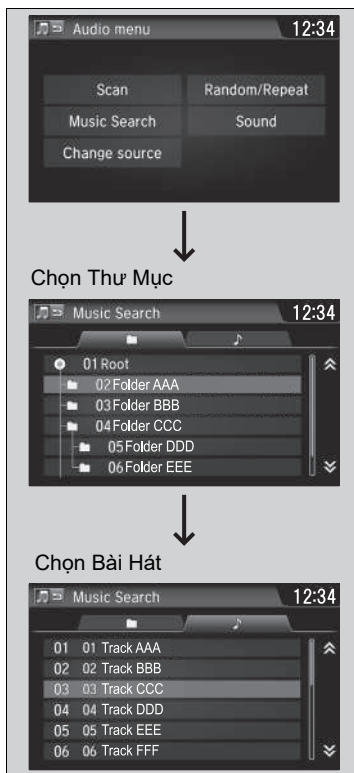 Audio menu 12:34
Scan Random/Repeat
Music Search Sound
Change source
Chọn Thư Mục
Music Search 12:34
01 Root
02 Folder AAA
03 Folder BBB
04 Folder CCC
05 Folder DDD
06 Folder EEE
Chọn Bài Hát
Music Search 12:34
01 01 Track AAA
02 02 Track BBB
03 03 Track CCC
04 04 Track DDD
05 05 Track EEE
06 06 Track FFF